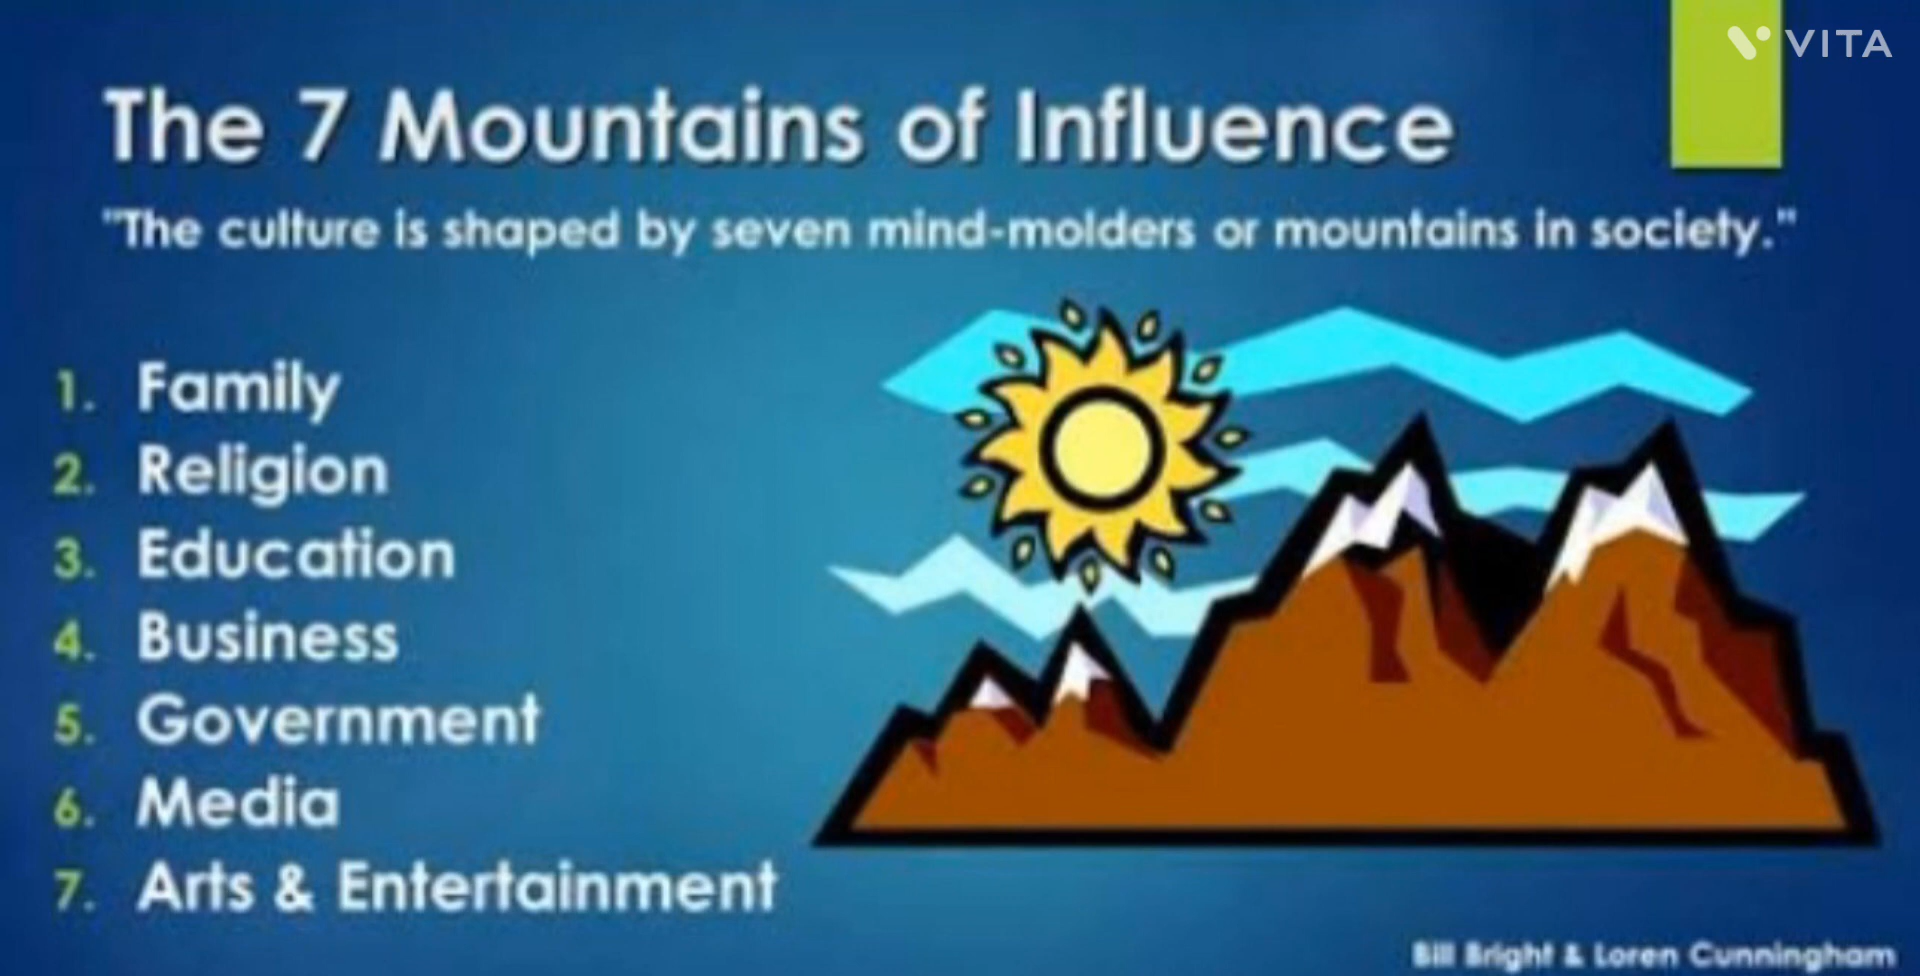 VITA
The 7 Mountains of Influence
"The culture is shaped by seven mind-molders or mountains in society."
1. Family
2. Religion
3. Education
4. Business
5. Government
6. Media
7. Arts & Entertainment
Bill Bright & Loren Cunningham